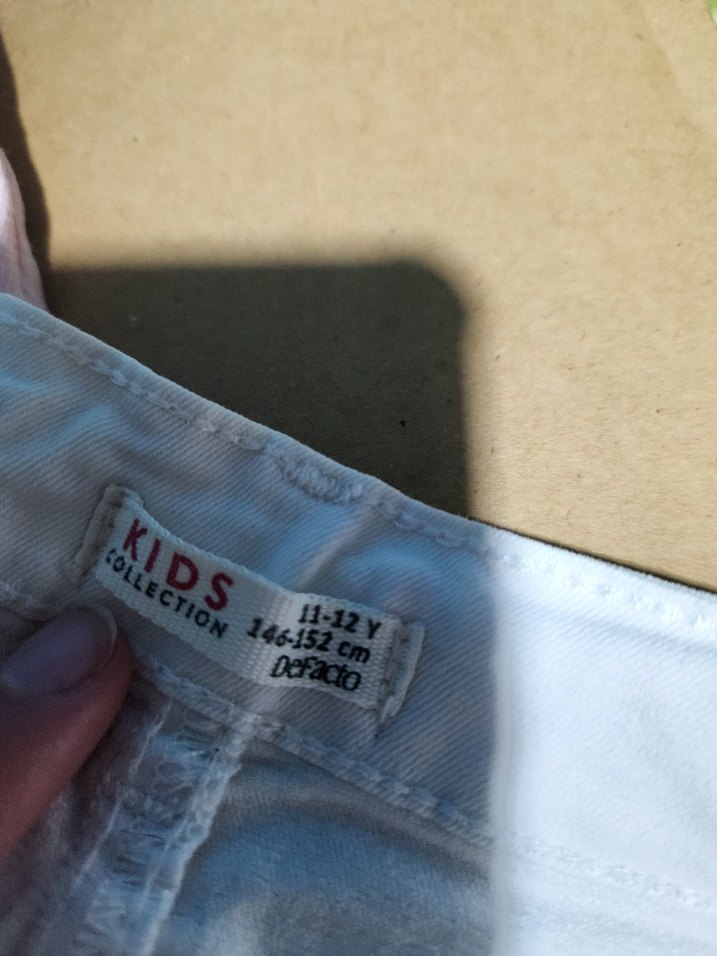 KIDS
COLLECTION
11-12 Y
146-152 cm
DeFacto